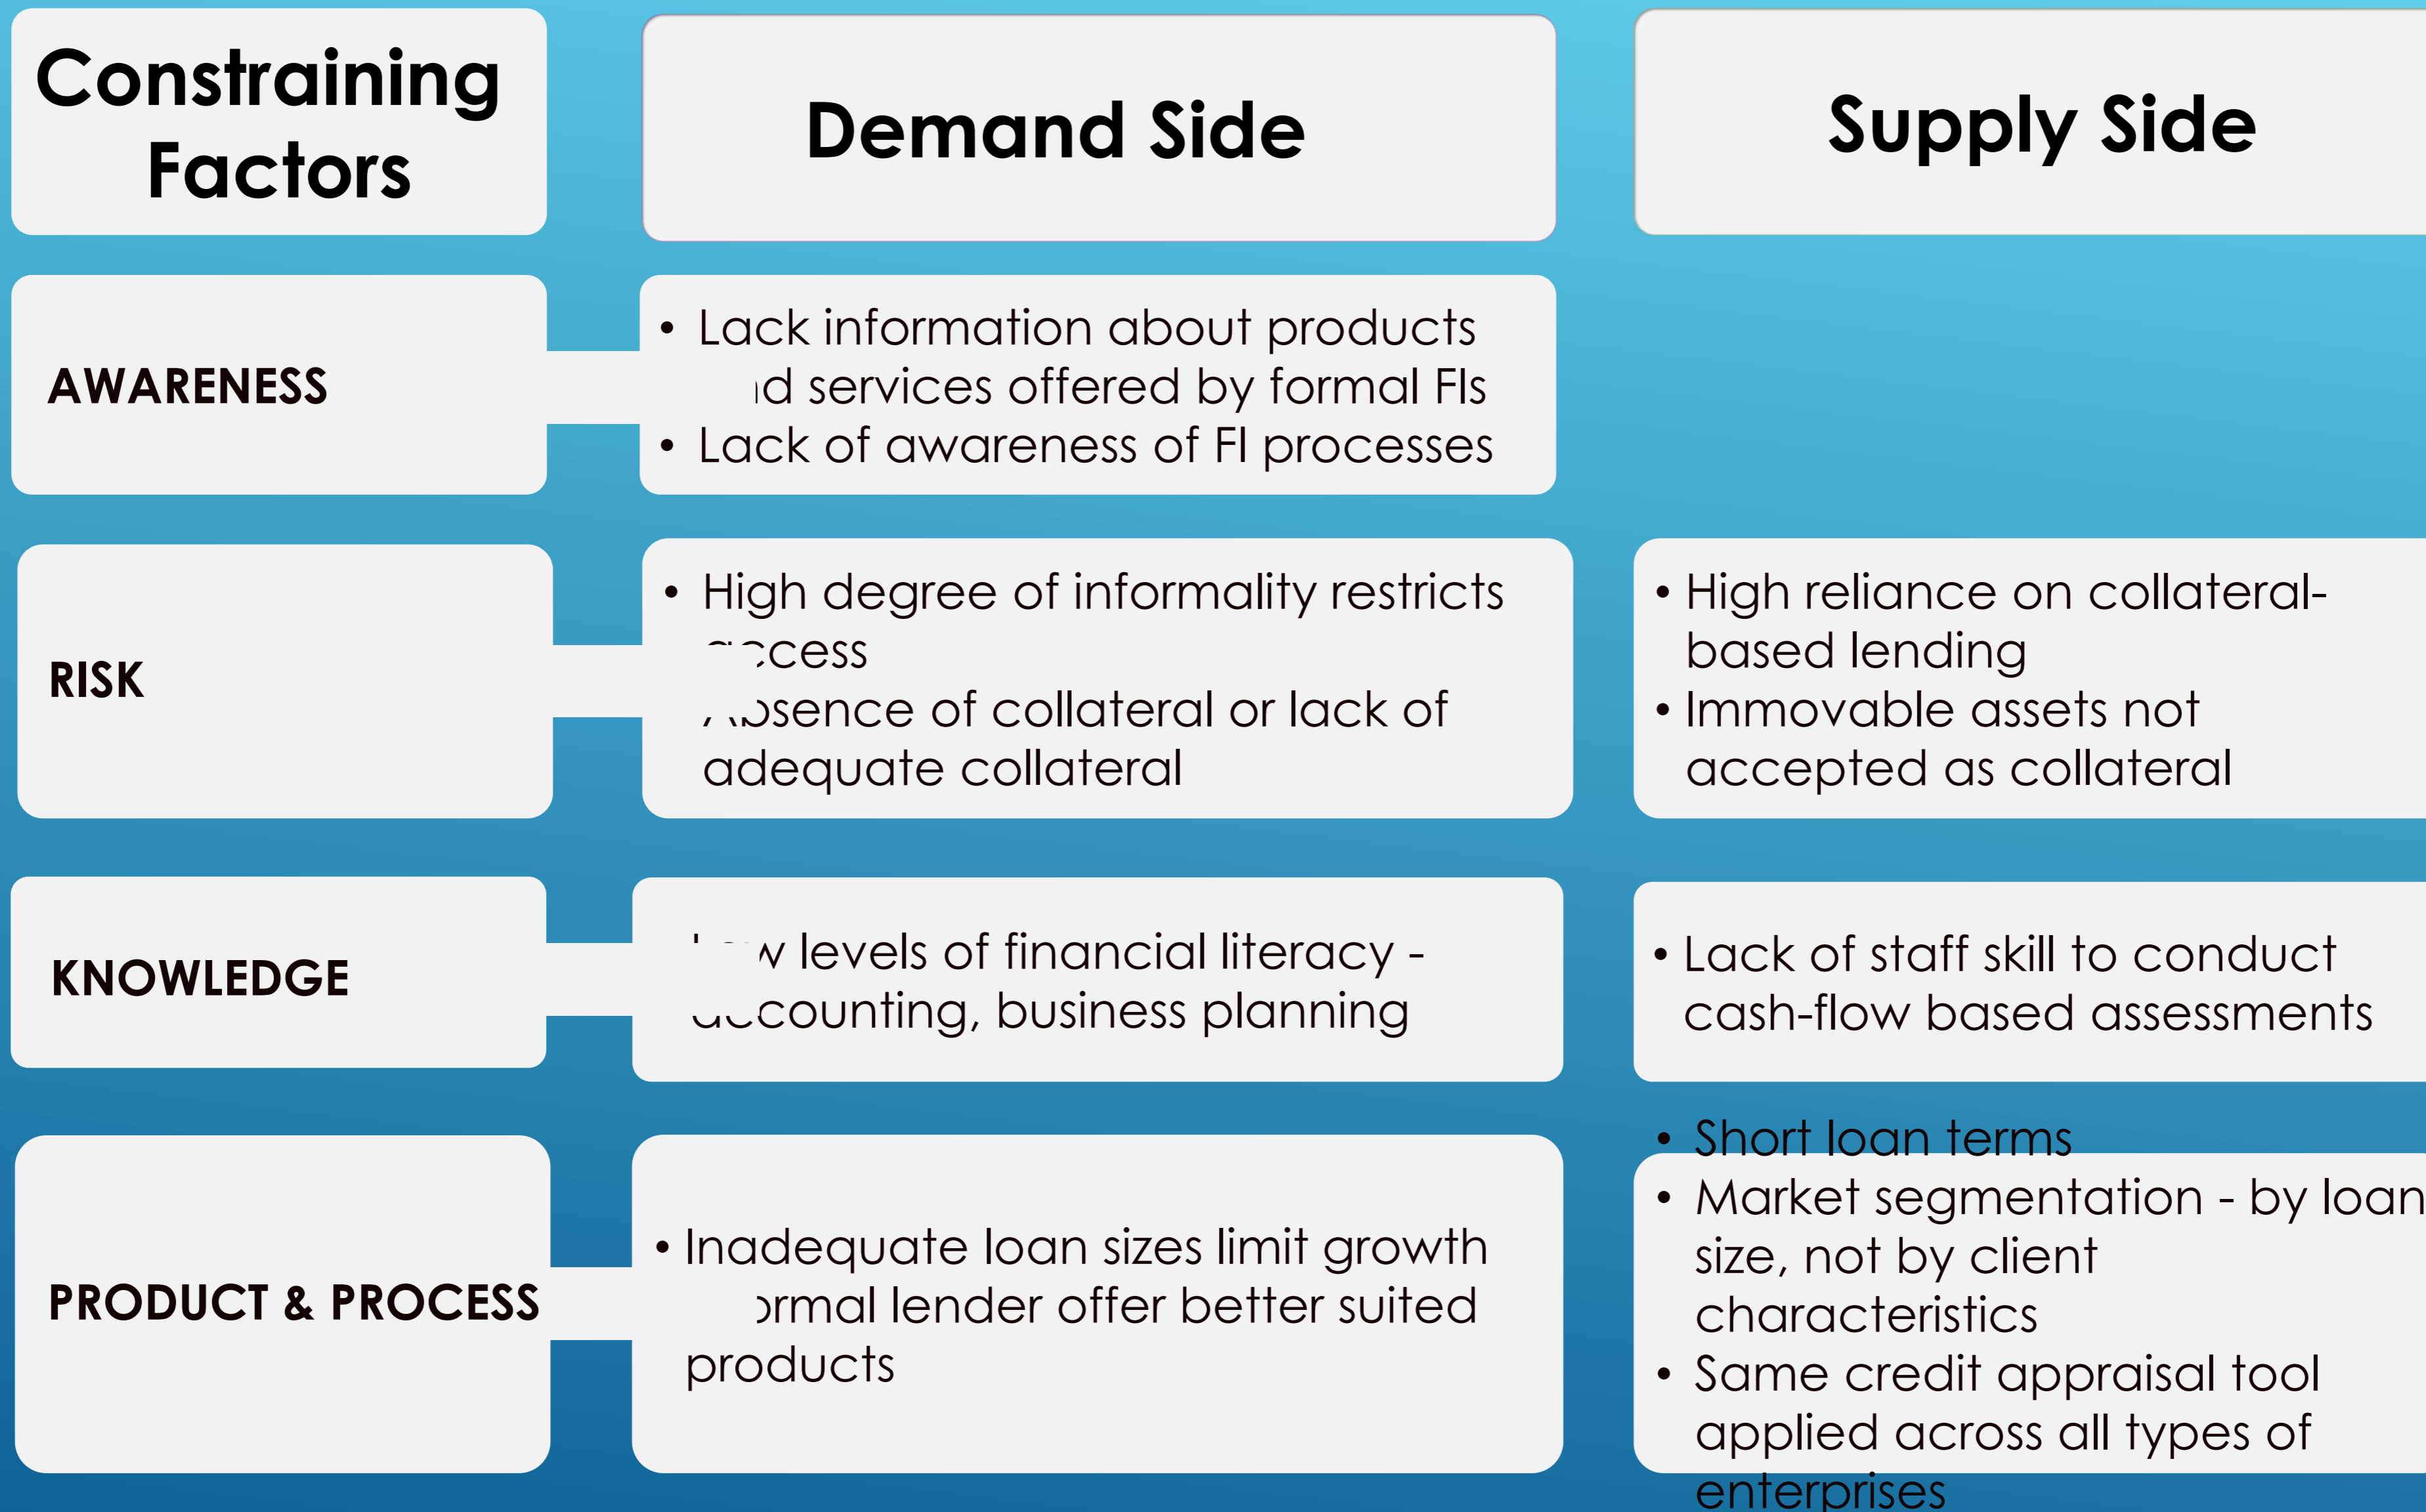 Constraining
Factors
Demand Side
Supply Side
AWARENESS
• Lack information about products
services offered by formal FIs
• Lack of awareness of FI processes
RISK
• High degree of informality restricts
access
Absence of collateral or lack of
adequate collateral
• High reliance on collateral-
based lending
• Immovable assets not
accepted as collateral
KNOWLEDGE
Low levels of financial literacy -
accounting, business planning
• Lack of staff skill to conduct
cash-flow based assessments
PRODUCT & PROCESS
• Inadequate loan sizes limit growth
lender offer better suited
products
• Short loan terms
• Market segmentation - by loan
size, not by client
characteristics
• Same credit appraisal tool
applied across all types of
enterprises